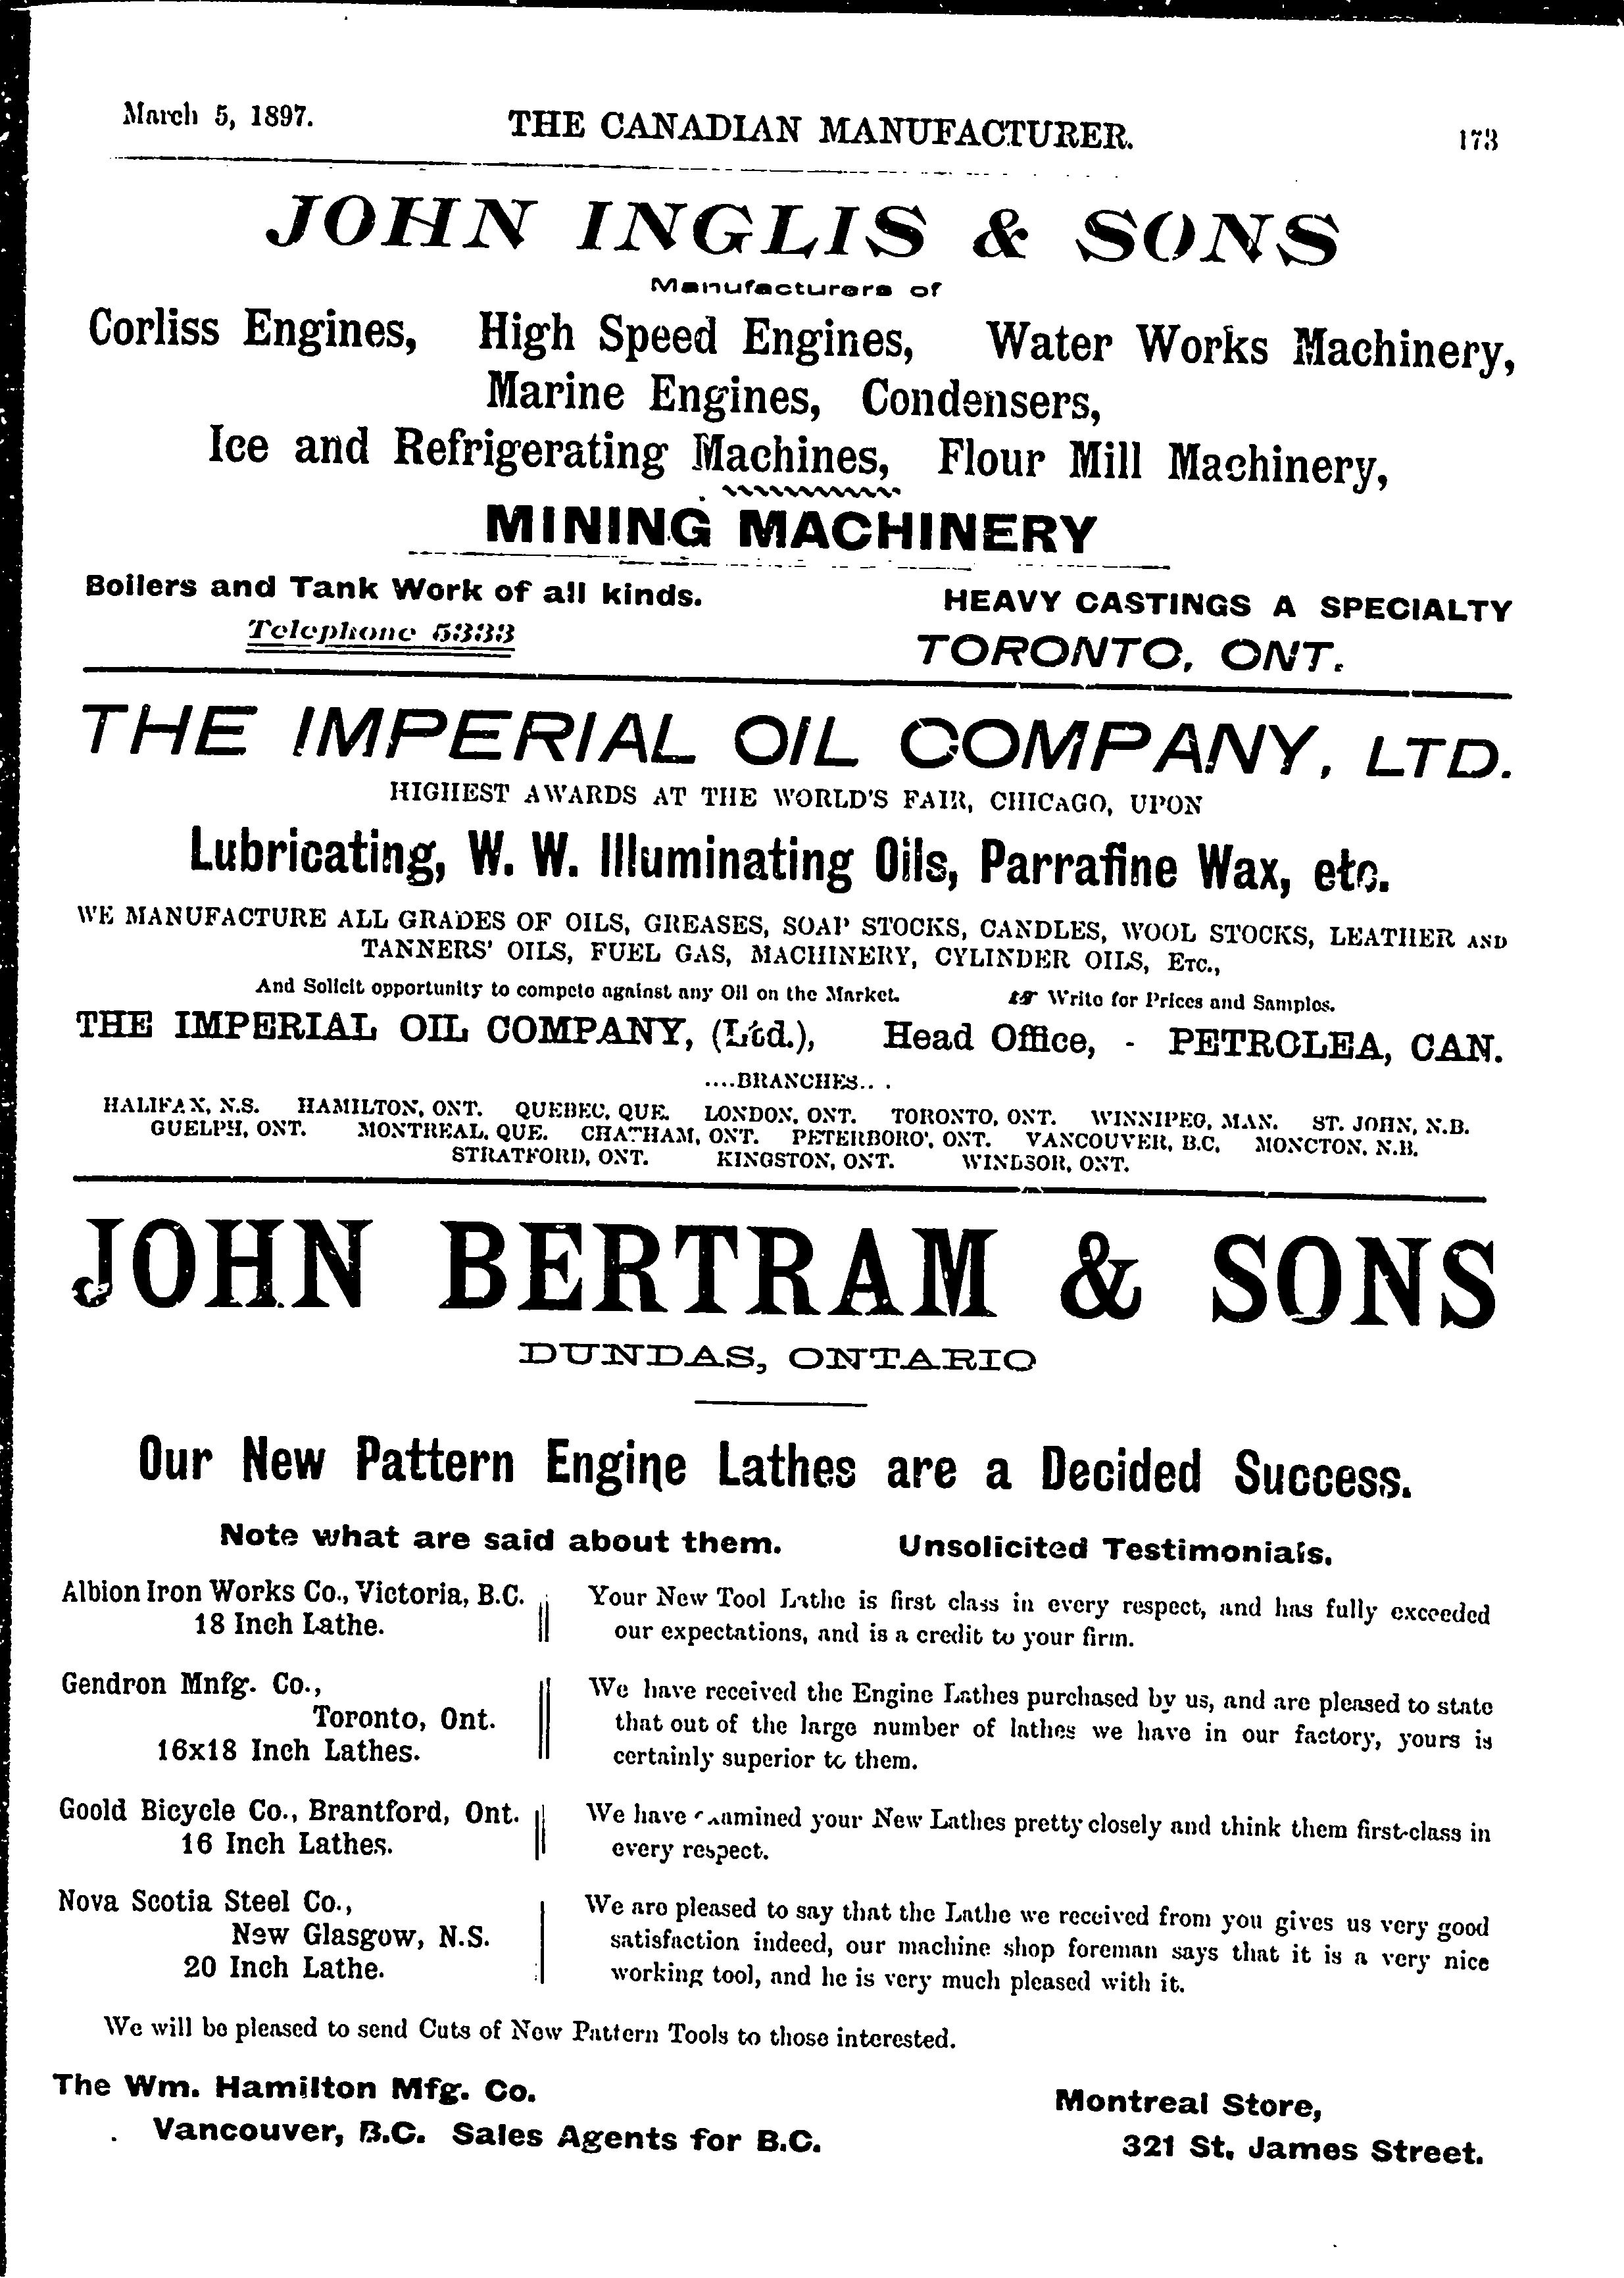 March 5, 1897. THE CANADIAN MANUFACTURER. 173
JOHN INGLIS & SONS
Manufacturers of
Corliss Engines, High Speed Engines, Water Works Machinery,
Marine Engines, Condensers,
Ice and Refrigerating Machines, Flour Mill Machinery,
MINING MACHINERY
Boilers and Tank Work of all kinds. HEAVY CASTINGS A SPECIALTY
Telephone 5333 TORONTO, ONT.
THE IMPERIAL OIL COMPANY, LTD.
HIGHEST AWARDS AT THE WORLD'S FAIR, CHICAGO, UPON
Lubricating, W. W. Illuminating Oils, Parrafine Wax, etc.
WE MANUFACTURE ALL GRADES OF OILS, GREASES, SOAP STOCKS, CANDLES, WOOL STOCKS, LEATHER AND
TANNERS' OILS, FUEL GAS, MACHINERY, CYLINDER OILS, ETC.,
And Solicit opportunity to compete against any Oil on the Market. ☞ Write for Prices and Samples.
THE IMPERIAL OIL COMPANY, (Ltd.), Head Office, - PETROLEA, CAN.
....BRANCHES.. .
HALIFAX, N.S. HAMILTON, ONT. QUEBEC, QUE. LONDON, ONT. TORONTO, ONT. WINNIPEG, MAN. ST. JOHN, N.B.
GUELPH, ONT. MONTREAL, QUE. CHATHAM, ONT. PETERBORO', ONT. VANCOUVER, B.C. MONCTON, N.B.
STRATFORD, ONT. KINGSTON, ONT. WINDSOR, ONT.
JOHN BERTRAM & SONS
DUNDAS, ONTARIO
Our New Pattern Engine Lathes are a Decided Success.
Note what are said about them. Unsolicited Testimonials.
Albion Iron Works Co., Victoria, B.C.
18 Inch Lathe.
Your New Tool Lathe is first class in every respect, and has fully exceeded
our expectations, and is a credit to your firm.
Gendron Mnfg. Co.,
Toronto, Ont.
16x18 Inch Lathes.
We have received the Engine Lathes purchased by us, and are pleased to state
that out of the large number of lathes we have in our factory, yours is
certainly superior to them.
Goold Bicycle Co., Brantford, Ont.
16 Inch Lathes.
We have examined your New Lathes pretty closely and think them first-class in
every respect.
Nova Scotia Steel Co.,
New Glasgow, N.S.
20 Inch Lathe.
We are pleased to say that the Lathe we received from you gives us very good
satisfaction indeed, our machine shop foreman says that it is a very nice
working tool, and he is very much pleased with it.
We will be pleased to send Cuts of New Pattern Tools to those interested.
The Wm. Hamilton Mfg. Co.
Vancouver, B.C. Sales Agents for B.C.
Montreal Store,
321 St. James Street.